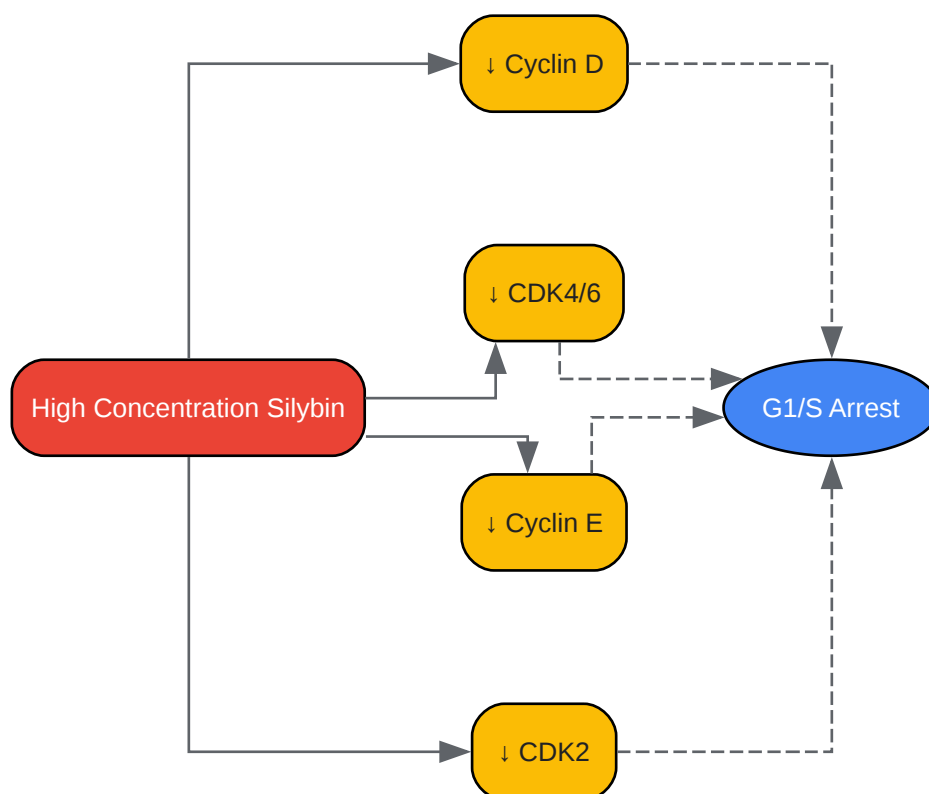 ↓ Cyclin D
↓ CDK4/6
High Concentration Silybin
G1/S Arrest
↓ Cyclin E
↓ CDK2